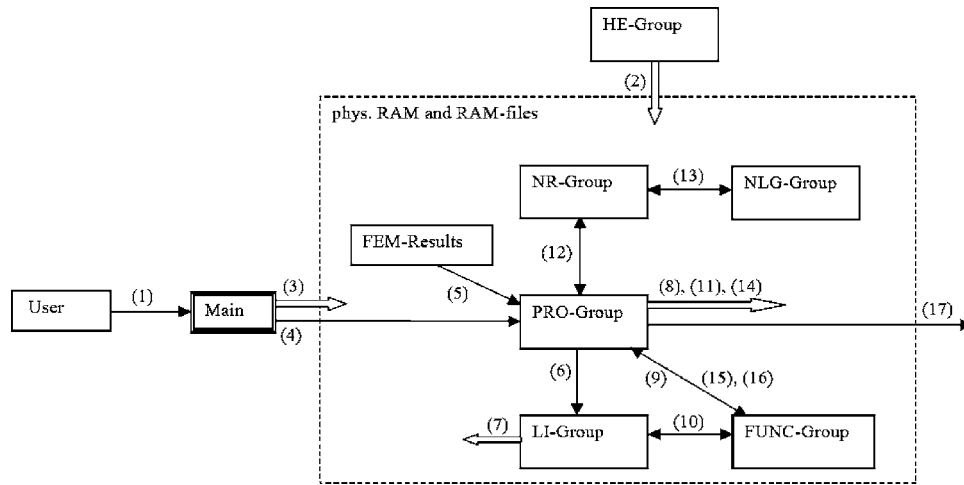 HE-Group
(2)
phys. RAM and RAM-files
NR-Group
(13)
NLG-Group
FEM-Results
(12)
(3)
(5)
(8), (11), (14)
User
(1)
Main
PRO-Group
(17)
(4)
(6)
(9)
(15), (16)
(7)
LI-Group
(10)
FUNC-Group